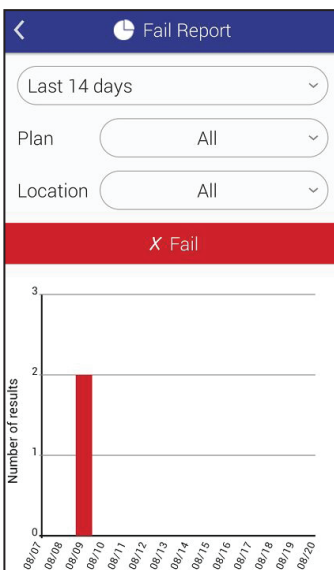 Fail Report
Last 14 days
Plan All
Location All
X Fail
3
2
1
0
Number of results
08/07 08/08 08/09 08/10 08/11 08/12 08/13 08/14 08/15 08/16 08/17 08/18 08/19 08/20